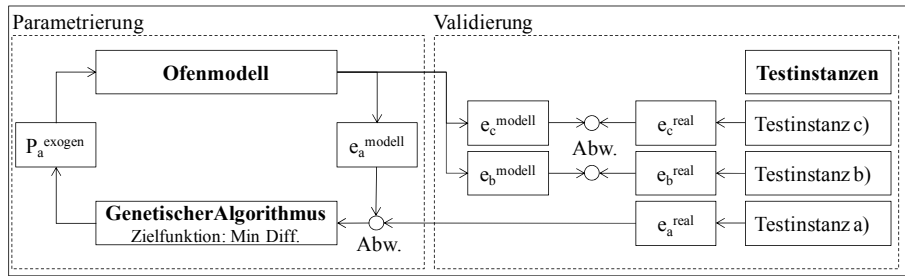 Parametrierung
Validierung
Ofenmodell
Testinstanzen
P_a^exogen
e_a^modell
e_c^modell
Abw.
e_c^real
Testinstanz c)
e_b^modell
e_b^real
Testinstanz b)
GenetischerAlgorithmus
Zielfunktion: Min Diff.
Abw.
e_a^real
Testinstanz a)